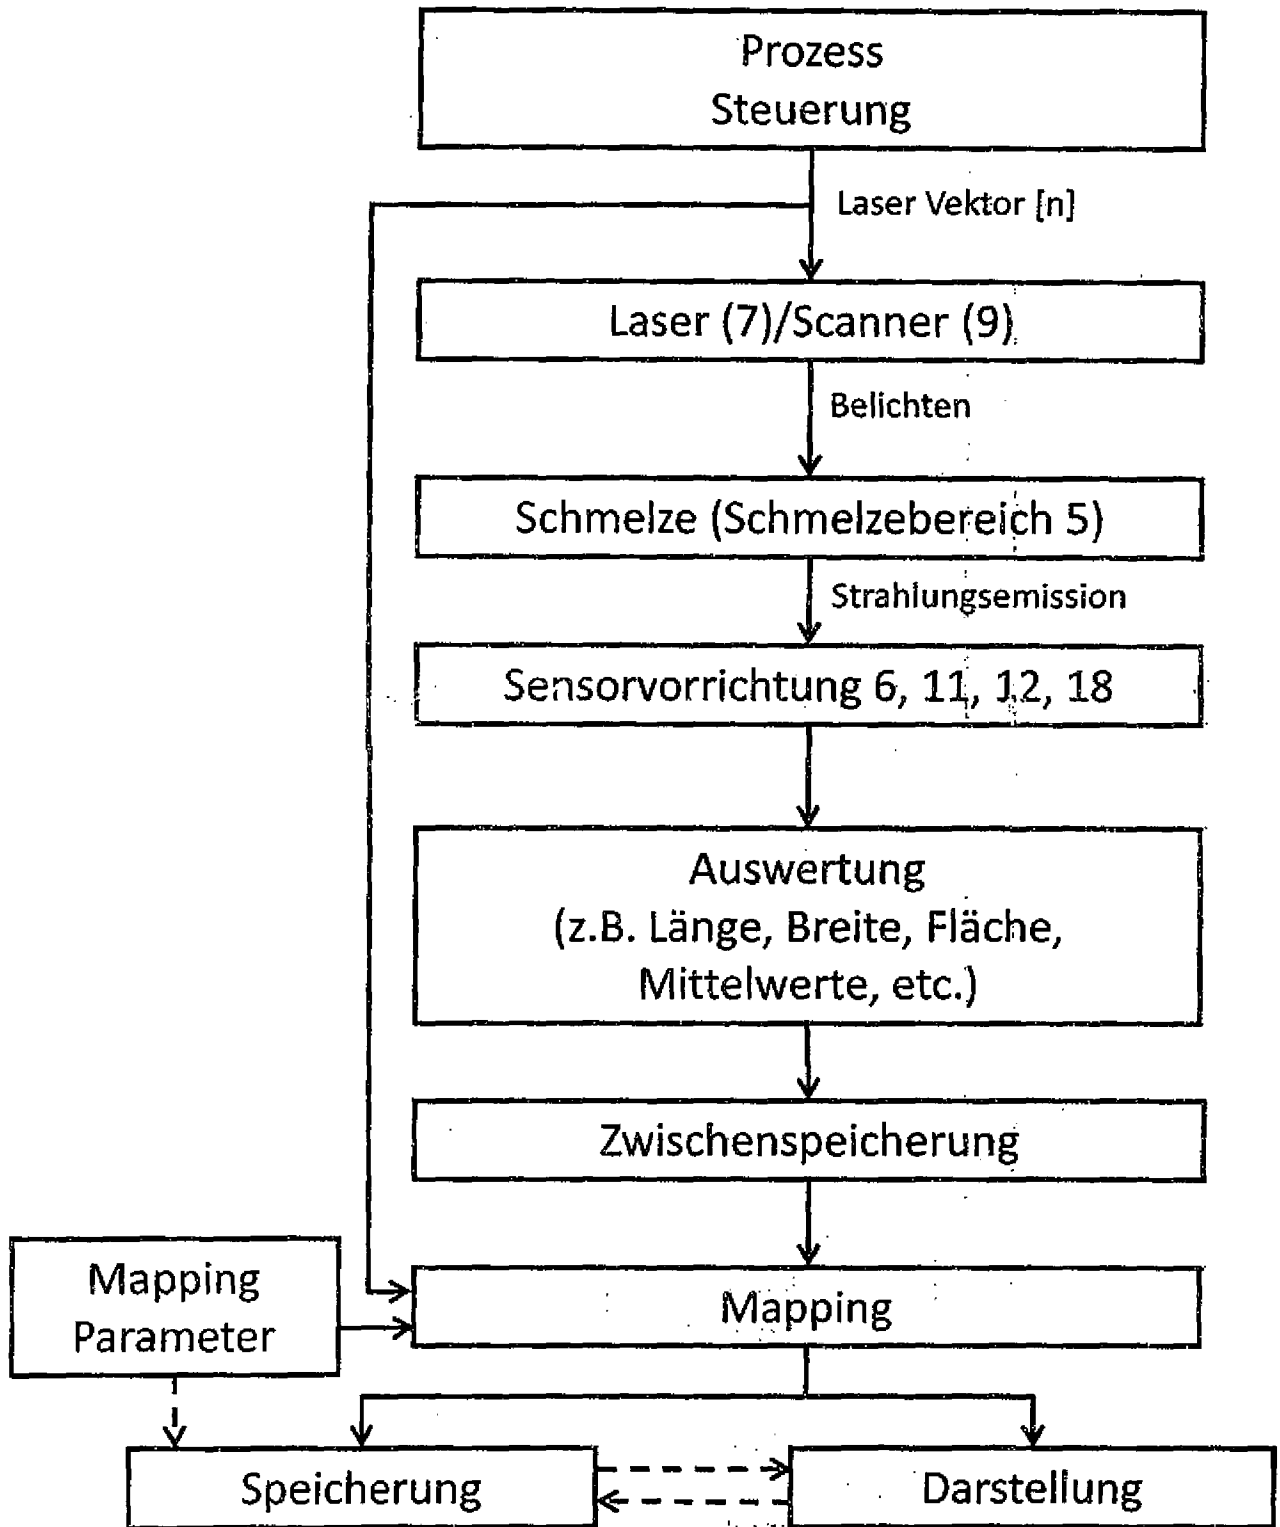 Prozess
Steuerung
Laser Vektor [n]
Laser (7)/Scanner (9)
Belichten
Schmelze (Schmelzebereich 5)
Strahlungsemission
Sensorvorrichtung 6, 11, 12, 18
Auswertung
(z.B. Länge, Breite, Fläche,
Mittelwerte, etc.)
Zwischenspeicherung
Mapping
Parameter
Mapping
Speicherung
Darstellung